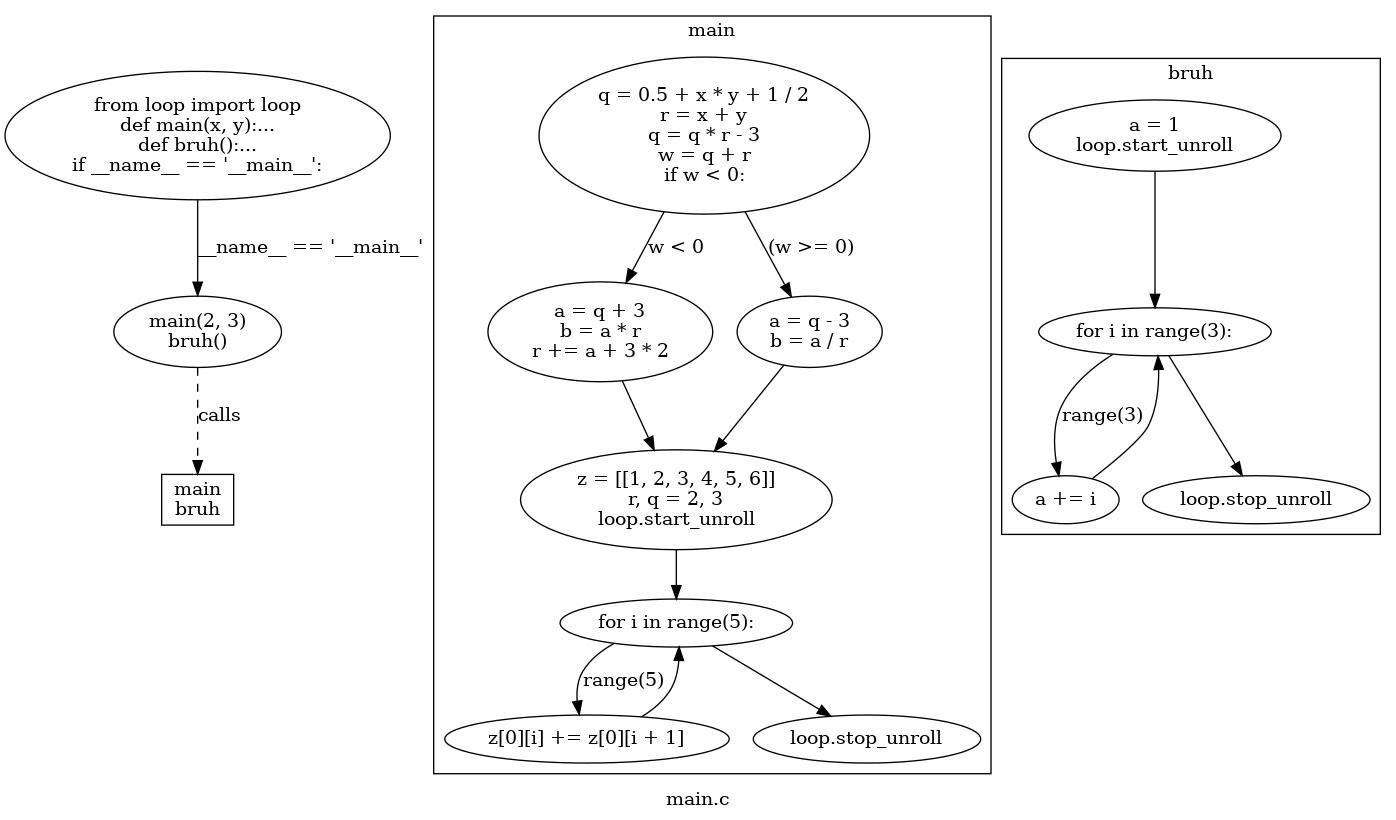 from loop import loop
def main(x, y):...
def bruh():...
if __name__ == '__main__':
__name__ == '__main__'
main(2, 3)
bruh()
calls
main
bruh
main
q = 0.5 + x * y + 1 / 2
r = x + y
q = q * r - 3
w = q + r
if w < 0:
w < 0
(w >= 0)
a = q + 3
b = a * r
r += a + 3 * 2
a = q - 3
b = a / r
z = [[1, 2, 3, 4, 5, 6]]
r, q = 2, 3
loop.start_unroll
for i in range(5):
range(5)
z[0][i] += z[0][i + 1]
loop.stop_unroll
bruh
a = 1
loop.start_unroll
for i in range(3):
range(3)
a += i
loop.stop_unroll
main.c